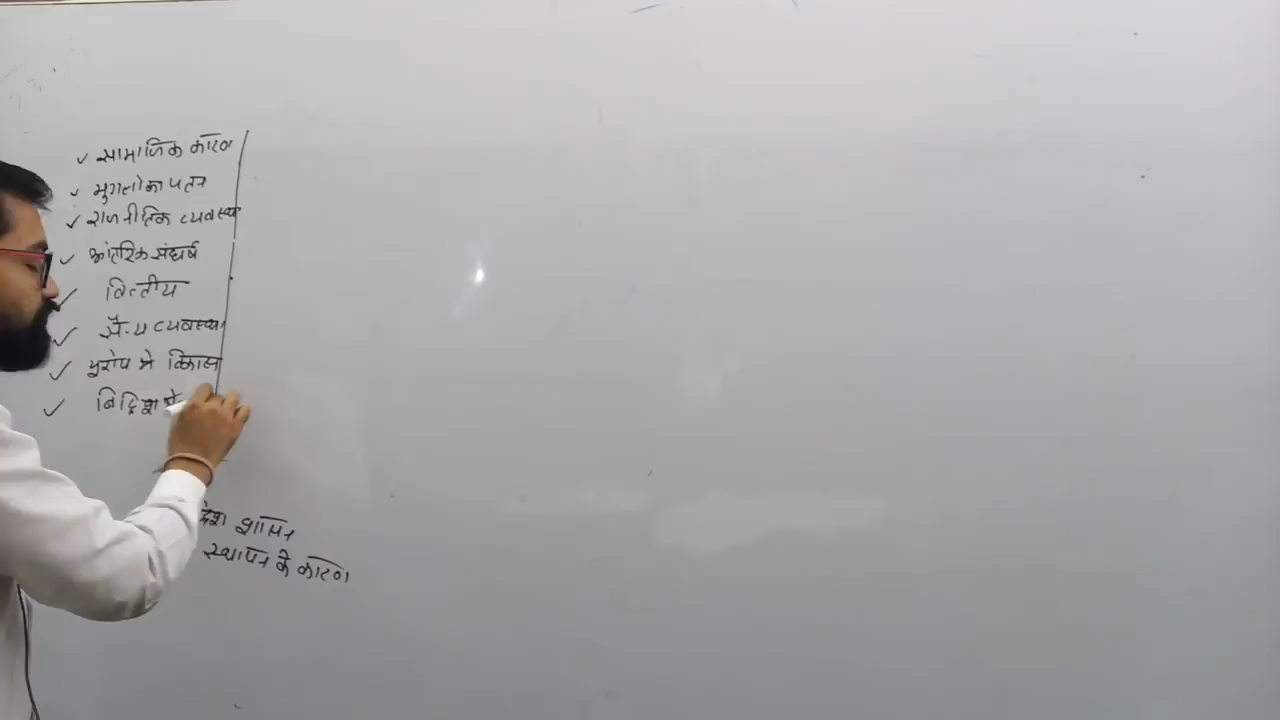 सामाजिक कारण
मुगलो का पतन
राजनीतिक व्यवस्था
आंतरिक संघर्ष
वित्तीय
सैन्य व्यवस्था
यूरोप मे विकास
ब्रिटिश
शासन
स्थापन के कारण